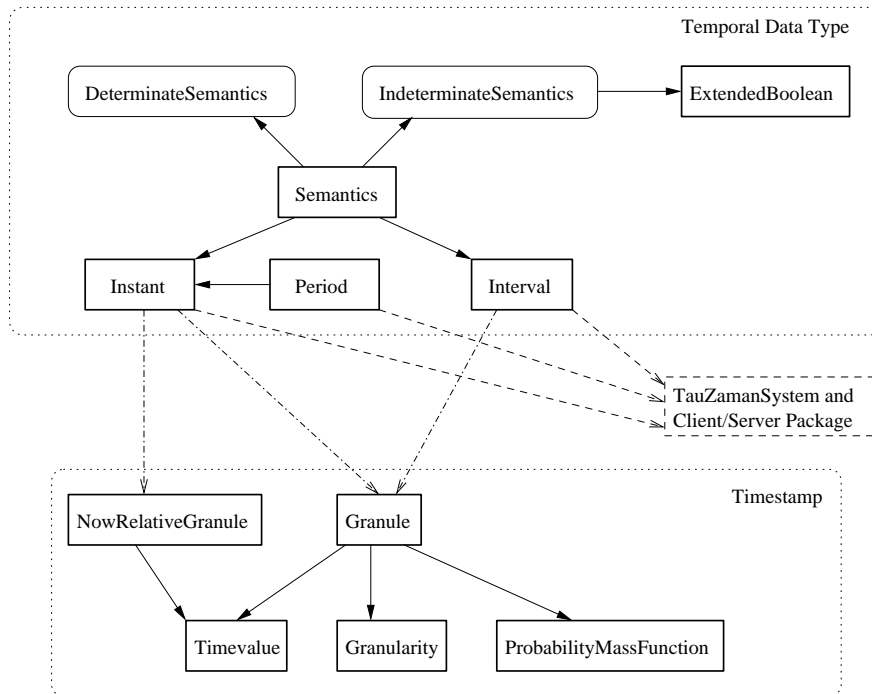 Temporal Data Type
DeterminateSemantics
IndeterminateSemantics
ExtendedBoolean
Semantics
Instant
Period
Interval
TauZamanSystem and
Client/Server Package
Timestamp
NowRelativeGranule
Granule
Timevalue
Granularity
ProbabilityMassFunction